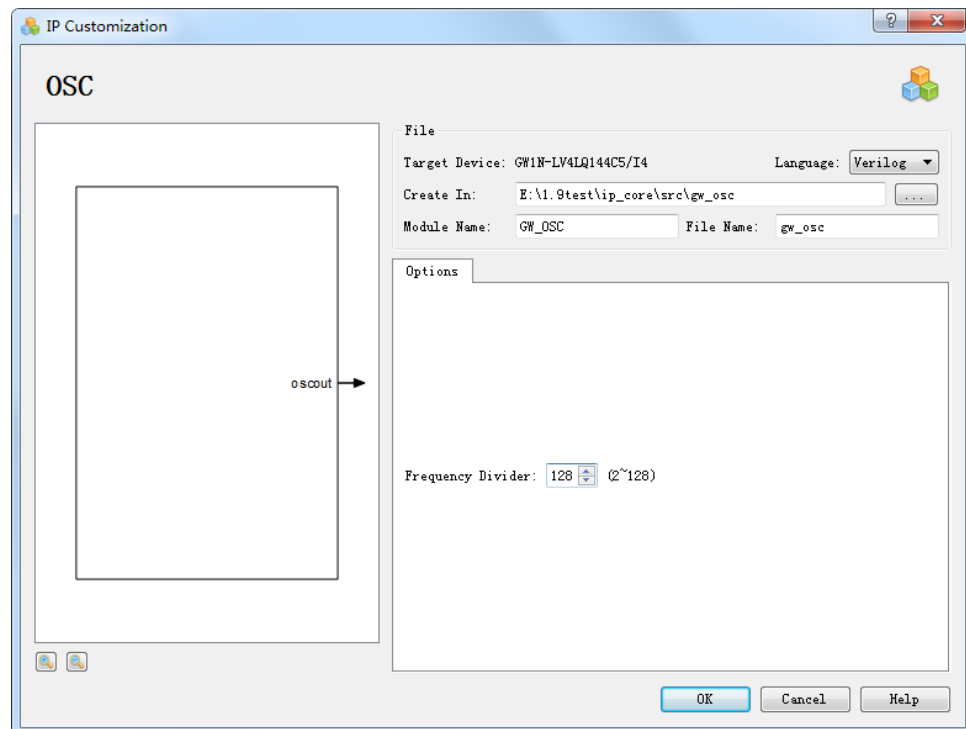 IP Customization
OSC
File
Target Device: GW1N-LV4LQ144C5/I4 Language: Verilog
Create In: E:\1.9test\ip_core\src\gw_osc ...
Module Name: GW_OSC File Name: gw_osc
Options
oscout
Frequency Divider: 128 (2~128)
OK Cancel Help